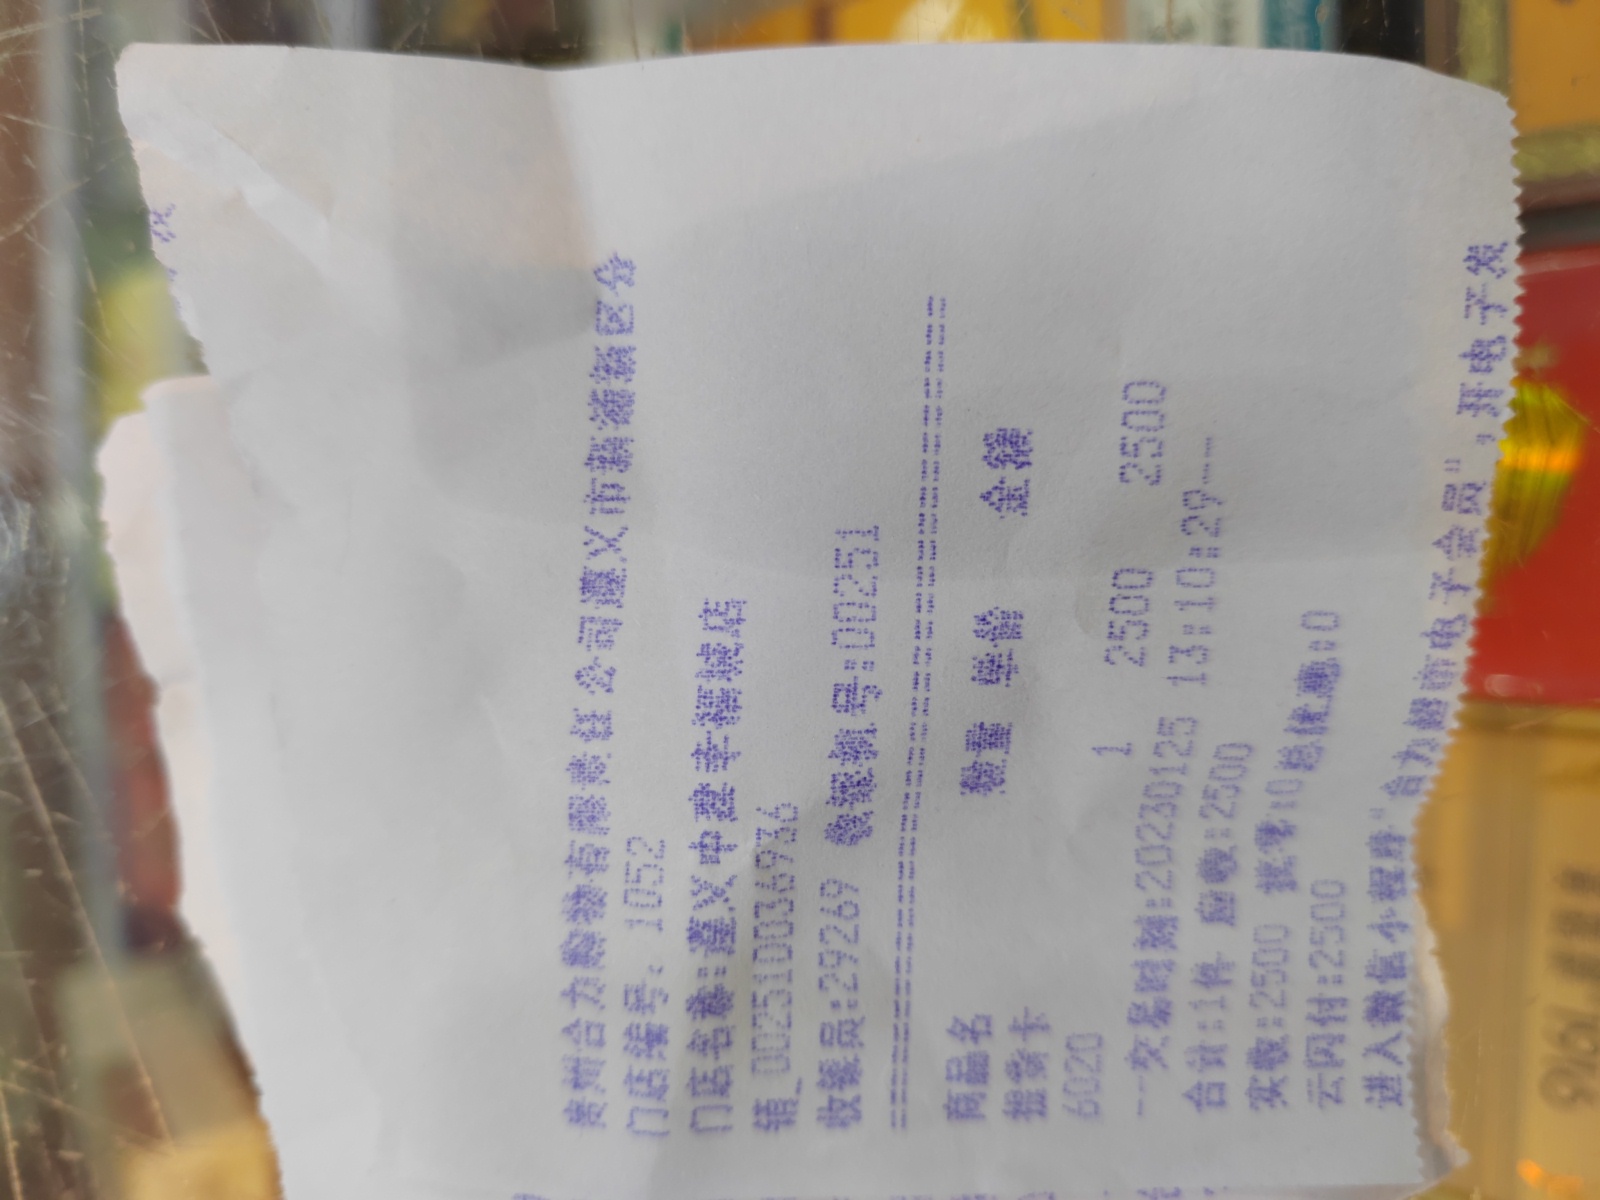 贵州合力购物有限责任公司遵义市新蒲新区分
门店编号: 1052
门店名称:遵义中建幸福城店
销_002510036936
收银员:29269 收银机号:00251
================================
商品名 数量 单价 金额
提货卡
6020 1 2500 2500
--交易时刻:20230125 13:10:29---
合计:1件 应收:2500
实收:2500 找零:0 总优惠:0
云闪付:2500
进入微信小程序"合力超市电子会员",开电子发